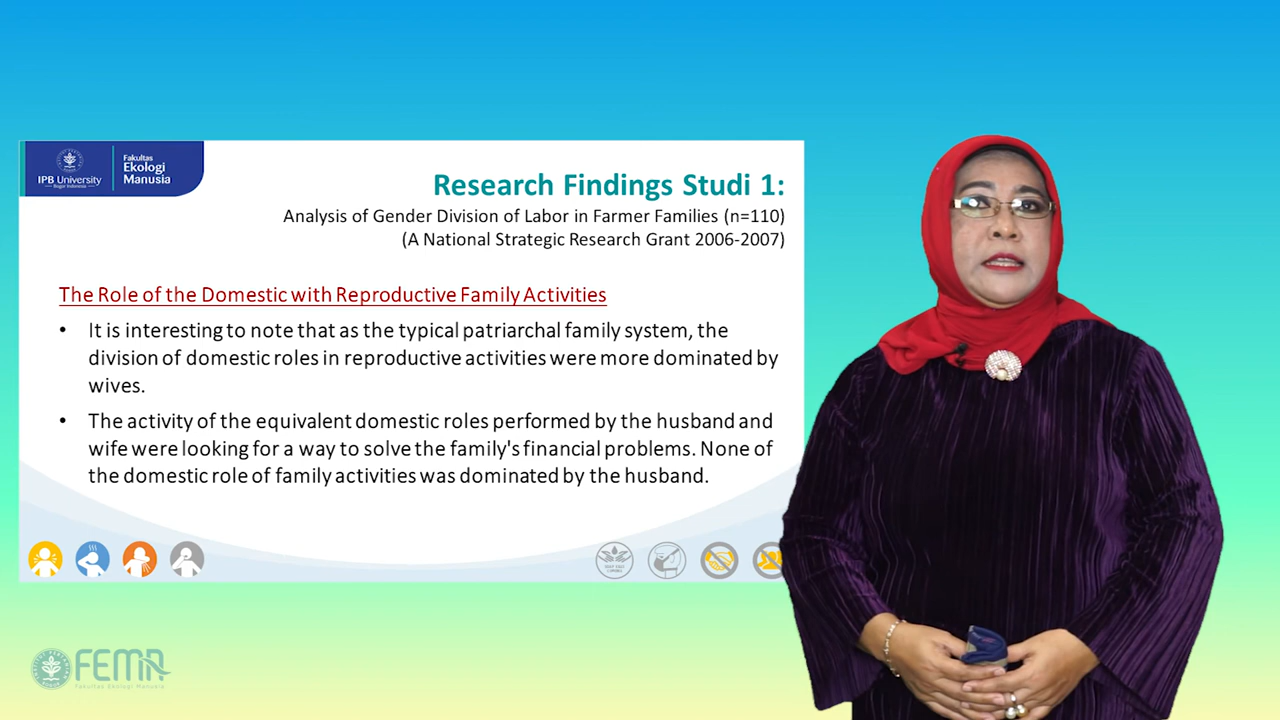 IPB University
Bogor Indonesia
Fakultas
Ekologi
Manusia
Research Findings Studi 1:
Analysis of Gender Division of Labor in Farmer Families (n=110)
(A National Strategic Research Grant 2006-2007)
The Role of the Domestic with Reproductive Family Activities
• It is interesting to note that as the typical patriarchal family system, the
division of domestic roles in reproductive activities were more dominated by
wives.
• The activity of the equivalent domestic roles performed by the husband and
wife were looking for a way to solve the family's financial problems. None of
the domestic role of family activities was dominated by the husband.
FEMA
Fakultas Ekologi Manusia